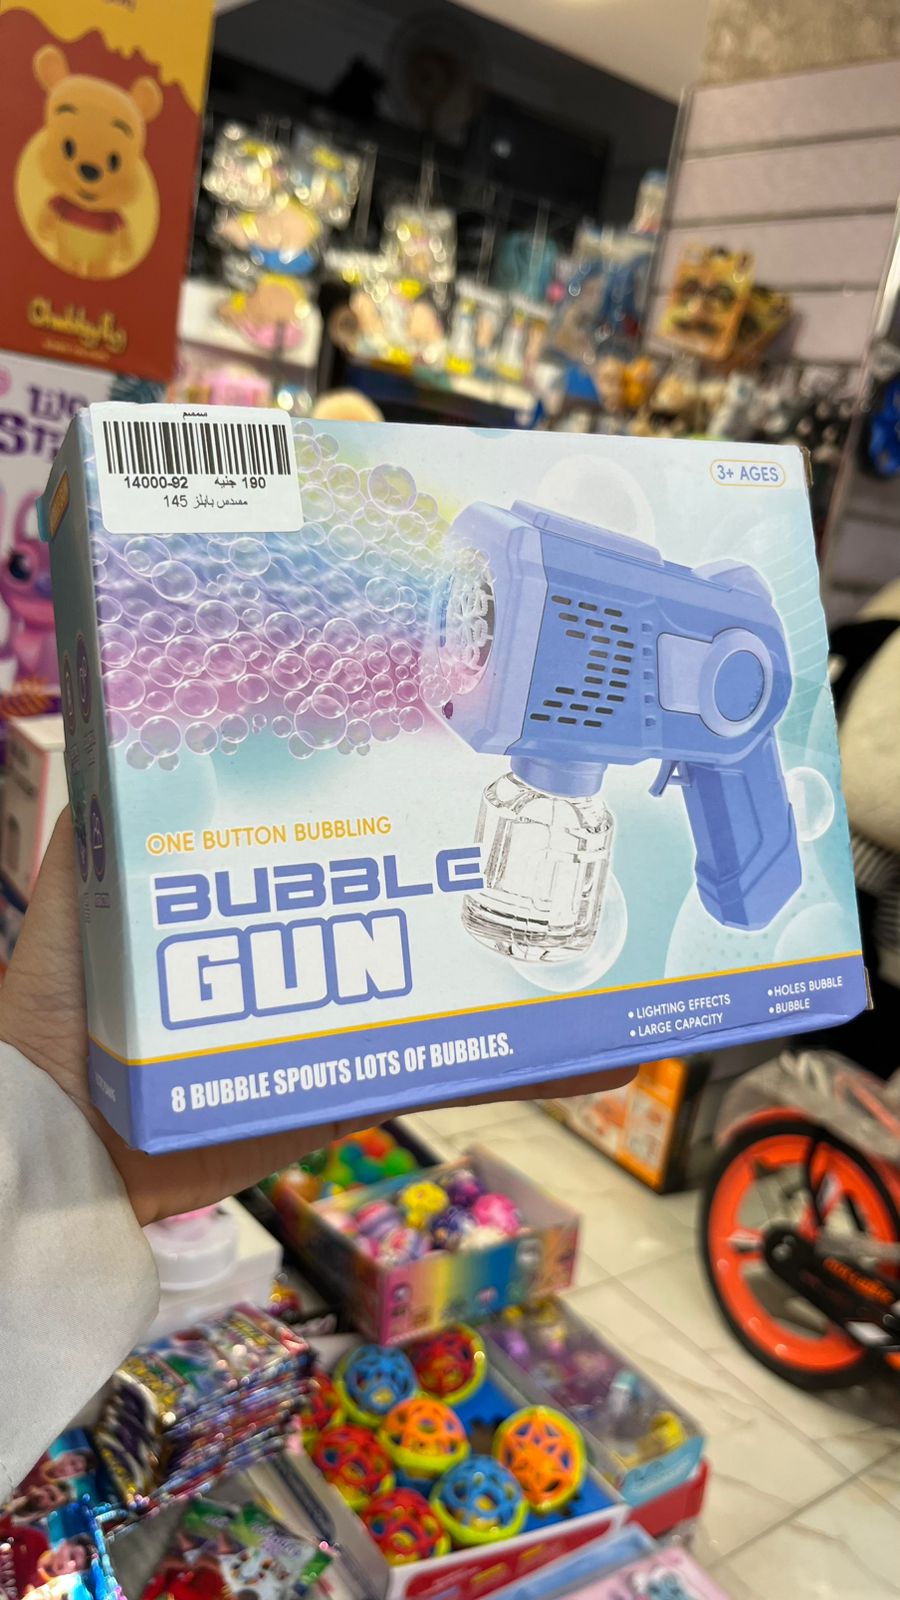 14000-92 190 جنيه
مسدس بابلز 145
3+ AGES
ONE BUTTON BUBBLING
BUBBLE
GUN
8 BUBBLE SPOUTS LOTS OF BUBBLES.
• LIGHTING EFFECTS
• LARGE CAPACITY
• HOLES BUBBLE
• BUBBLE